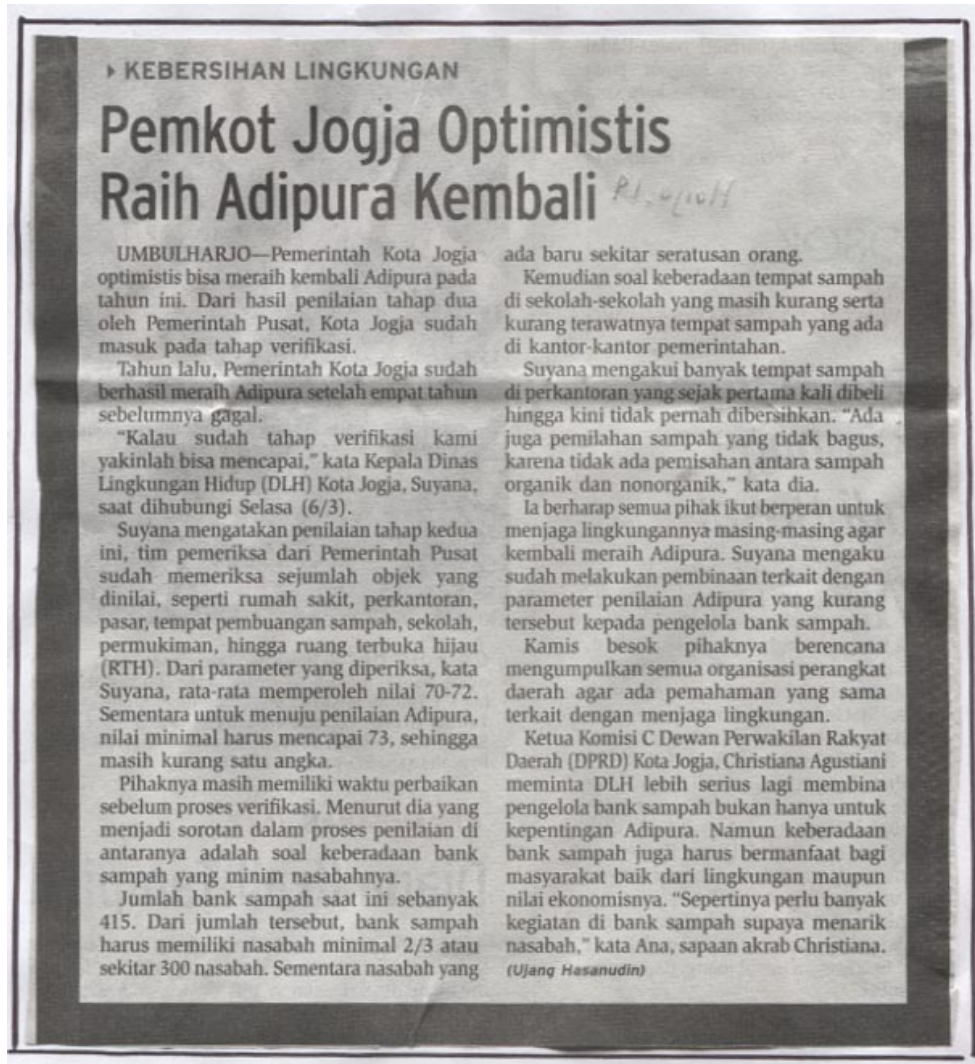 KEBERSIHAN LINGKUNGAN
Pemkot Jogja Optimistis
Raih Adipura Kembali
UMBULHARJO—Pemerintah Kota Jogja
optimistis bisa meraih kembali Adipura pada
tahun ini. Dari hasil penilaian tahap dua
oleh Pemerintah Pusat, Kota Jogja sudah
masuk pada tahap verifikasi.
Tahun lalu, Pemerintah Kota Jogja sudah
berhasil meraih Adipura setelah empat tahun
sebelumnya gagal.
“Kalau sudah tahap verifikasi kami
yakinlah bisa mencapai,” kata Kepala Dinas
Lingkungan Hidup (DLH) Kota Jogja, Suyana,
saat dihubungi Selasa (6/3).
Suyana mengatakan penilaian tahap kedua
ini, tim pemeriksa dari Pemerintah Pusat
sudah memeriksa sejumlah objek yang
dinilai, seperti rumah sakit, perkantoran,
pasar, tempat pembuangan sampah, sekolah,
permukiman, hingga ruang terbuka hijau
(RTH). Dari parameter yang diperiksa, kata
Suyana, rata-rata memperoleh nilai 70-72.
Sementara untuk menuju penilaian Adipura,
nilai minimal harus mencapai 73, sehingga
masih kurang satu angka.
Pihaknya masih memiliki waktu perbaikan
sebelum proses verifikasi. Menurut dia yang
menjadi sorotan dalam proses penilaian di
antaranya adalah soal keberadaan bank
sampah yang minim nasabahnya.
Jumlah bank sampah saat ini sebanyak
415. Dari jumlah tersebut, bank sampah
harus memiliki nasabah minimal 2/3 atau
sekitar 300 nasabah. Sementara nasabah yang
ada baru sekitar seratusan orang.
Kemudian soal keberadaan tempat sampah
di sekolah-sekolah yang masih kurang serta
kurang terawatnya tempat sampah yang ada
di kantor-kantor pemerintahan.
Suyana mengakui banyak tempat sampah
di perkantoran yang sejak pertama kali dibeli
hingga kini tidak pernah dibersihkan. “Ada
juga pemilahan sampah yang tidak bagus,
karena tidak ada pemisahan antara sampah
organik dan nonorganik,” kata dia.
Ia berharap semua pihak ikut berperan untuk
menjaga lingkungannya masing-masing agar
kembali meraih Adipura. Suyana mengaku
sudah melakukan pembinaan terkait dengan
parameter penilaian Adipura yang kurang
tersebut kepada pengelola bank sampah.
Kamis besok pihaknya berencana
mengumpulkan semua organisasi perangkat
daerah agar ada pemahaman yang sama
terkait dengan menjaga lingkungan.
Ketua Komisi C Dewan Perwakilan Rakyat
Daerah (DPRD) Kota Jogja, Christiana Agustiani
meminta DLH lebih serius lagi membina
pengelola bank sampah bukan hanya untuk
kepentingan Adipura. Namun keberadaan
bank sampah juga harus bermanfaat bagi
masyarakat baik dari lingkungan maupun
nilai ekonomisnya. “Sepertinya perlu banyak
kegiatan di bank sampah supaya menarik
nasabah,” kata Ana, sapaan akrab Christiana.
(Ujang Hasanudin)